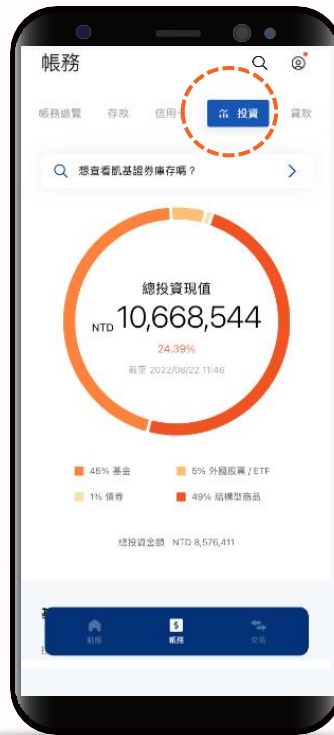 帳務
帳務總覽 存款 信用卡 投資 貸款
想查看凱基證券庫存嗎？
總投資現值
NTD 10,668,544
24.39%
截至 2022/08/22 11:46
45% 基金 5% 外國股票 / ETF
1% 債券 49% 結構型商品
總投資金額 NTD 8,576,411
$
帳務 交易